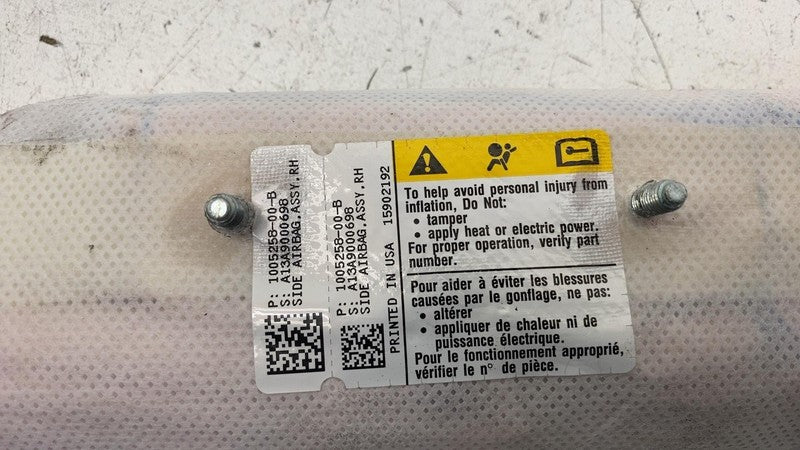 P: 1005258-00-B
S: A13A9000698
SIDE AIRBAG,ASSY,RH
P: 1005258-00-B
S: A13A9000698
SIDE AIRBAG,ASSY,RH
PRINTED IN USA 15902192
To help avoid personal injury from
inflation, Do Not:
• tamper
• apply heat or electric power.
For proper operation, verify part
number.
Pour aider à éviter les blessures
causées par le gonflage, ne pas:
• altérer
• appliquer de chaleur ni de
puissance électrique.
Pour le fonctionnement approprié,
vérifier le n° de pièce.